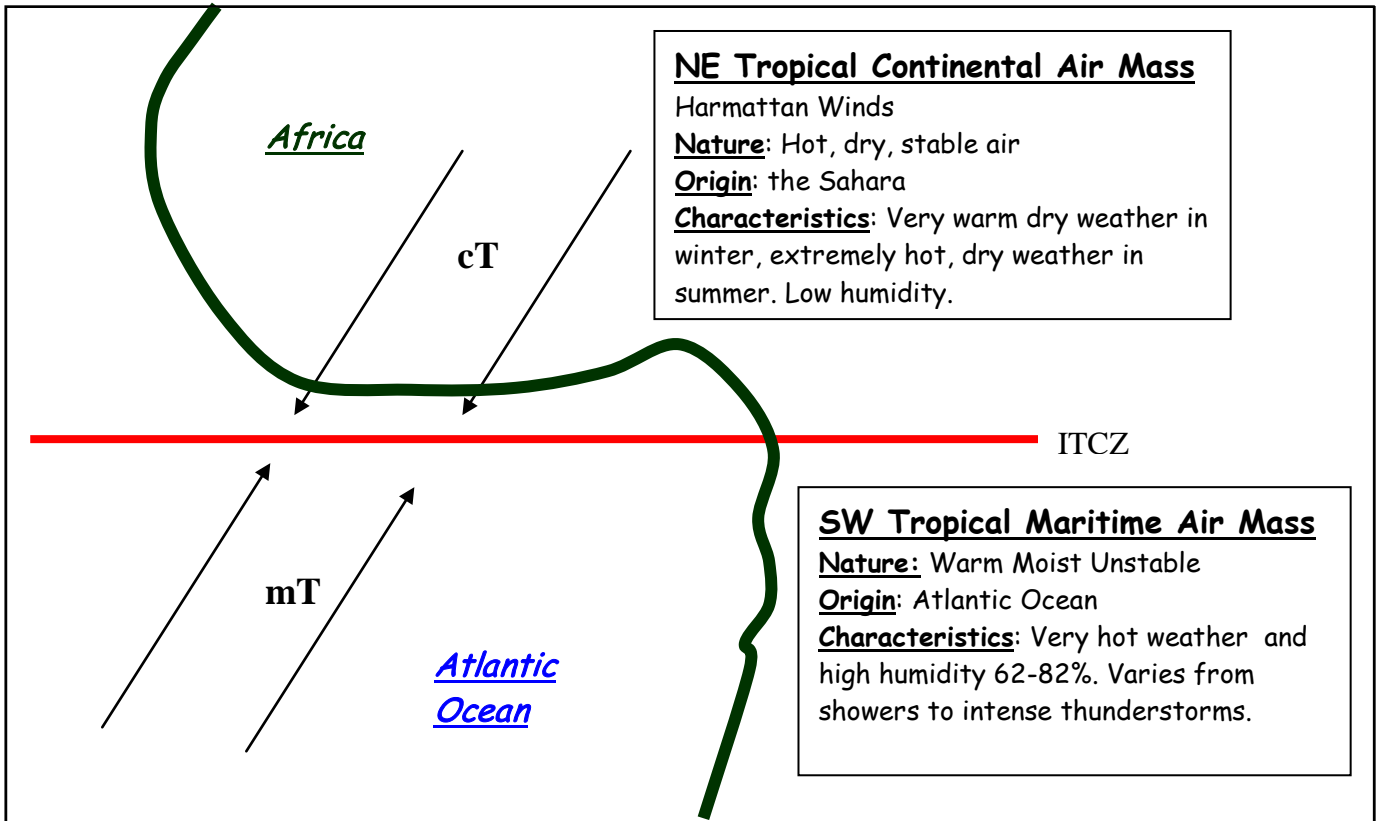 NE Tropical Continental Air Mass
Harmattan Winds
Nature: Hot, dry, stable air
Origin: the Sahara
Characteristics: Very warm dry weather in
winter, extremely hot, dry weather in
summer. Low humidity.
Africa
cT
ITCZ
SW Tropical Maritime Air Mass
Nature: Warm Moist Unstable
Origin: Atlantic Ocean
Characteristics: Very hot weather and
high humidity 62-82%. Varies from
showers to intense thunderstorms.
mT
Atlantic
Ocean